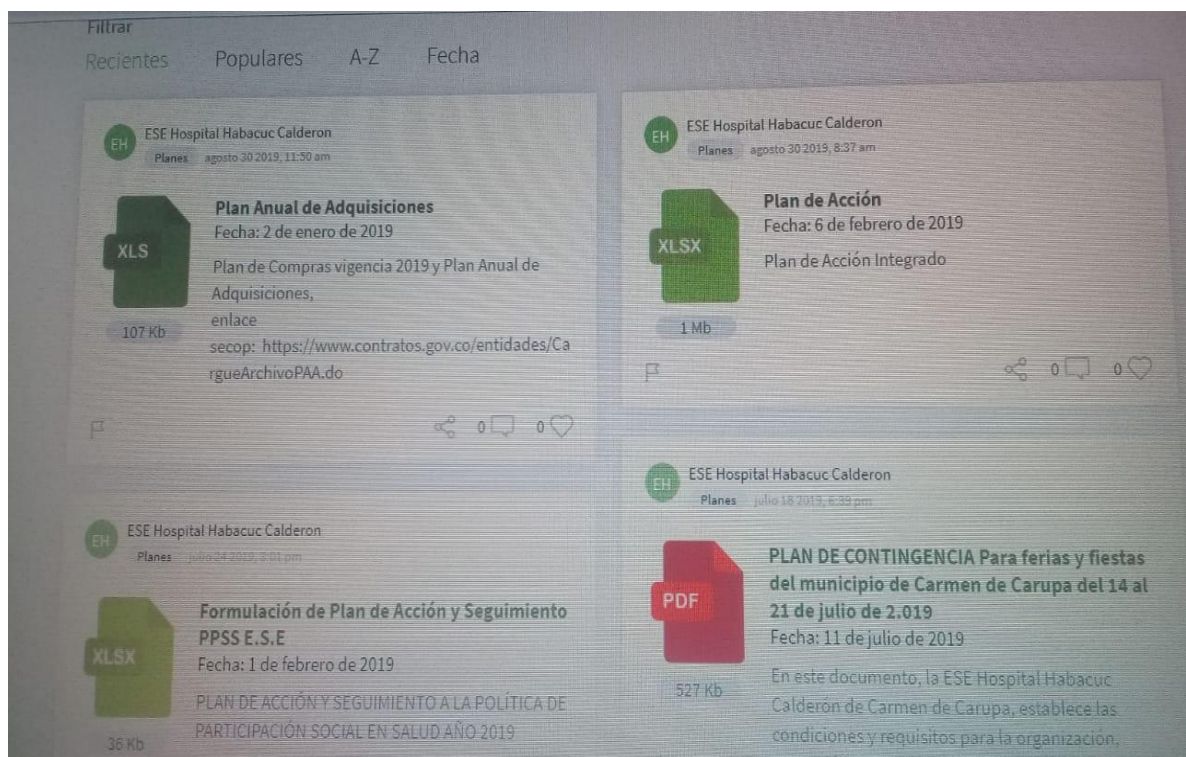 Filtrar
Recientes Populares A-Z Fecha
EH ESE Hospital Habacuc Calderon
Planes agosto 30 2019, 11:50 am
XLS
107 Kb
Plan Anual de Adquisiciones
Fecha: 2 de enero de 2019
Plan de Compras vigencia 2019 y Plan Anual de
Adquisiciones,
enlace
secop: https://www.contratos.gov.co/entidades/Ca
rgueArchivoPAA.do
0 0
EH ESE Hospital Habacuc Calderon
Planes agosto 30 2019, 8:37 am
XLSX
1 Mb
Plan de Acción
Fecha: 6 de febrero de 2019
Plan de Acción Integrado
0 0
EH ESE Hospital Habacuc Calderon
Planes
XLSX
36 Kb
Formulación de Plan de Acción y Seguimiento
PPSS E.S.E
Fecha: 1 de febrero de 2019
PLAN DE ACCIÓN Y SEGUIMIENTO A LA POLÍTICA DE
PARTICIPACIÓN SOCIAL EN SALUD AÑO 2019
EH ESE Hospital Habacuc Calderon
Planes julio 18 2019, 6:39 pm
PDF
527 Kb
PLAN DE CONTINGENCIA Para ferias y fiestas
del municipio de Carmen de Carupa del 14 al
21 de julio de 2.019
Fecha: 11 de julio de 2019
En este documento, la ESE Hospital Habacuc
Calderón de Carmen de Carupa, establece las
condiciones y requisitos para la organización,